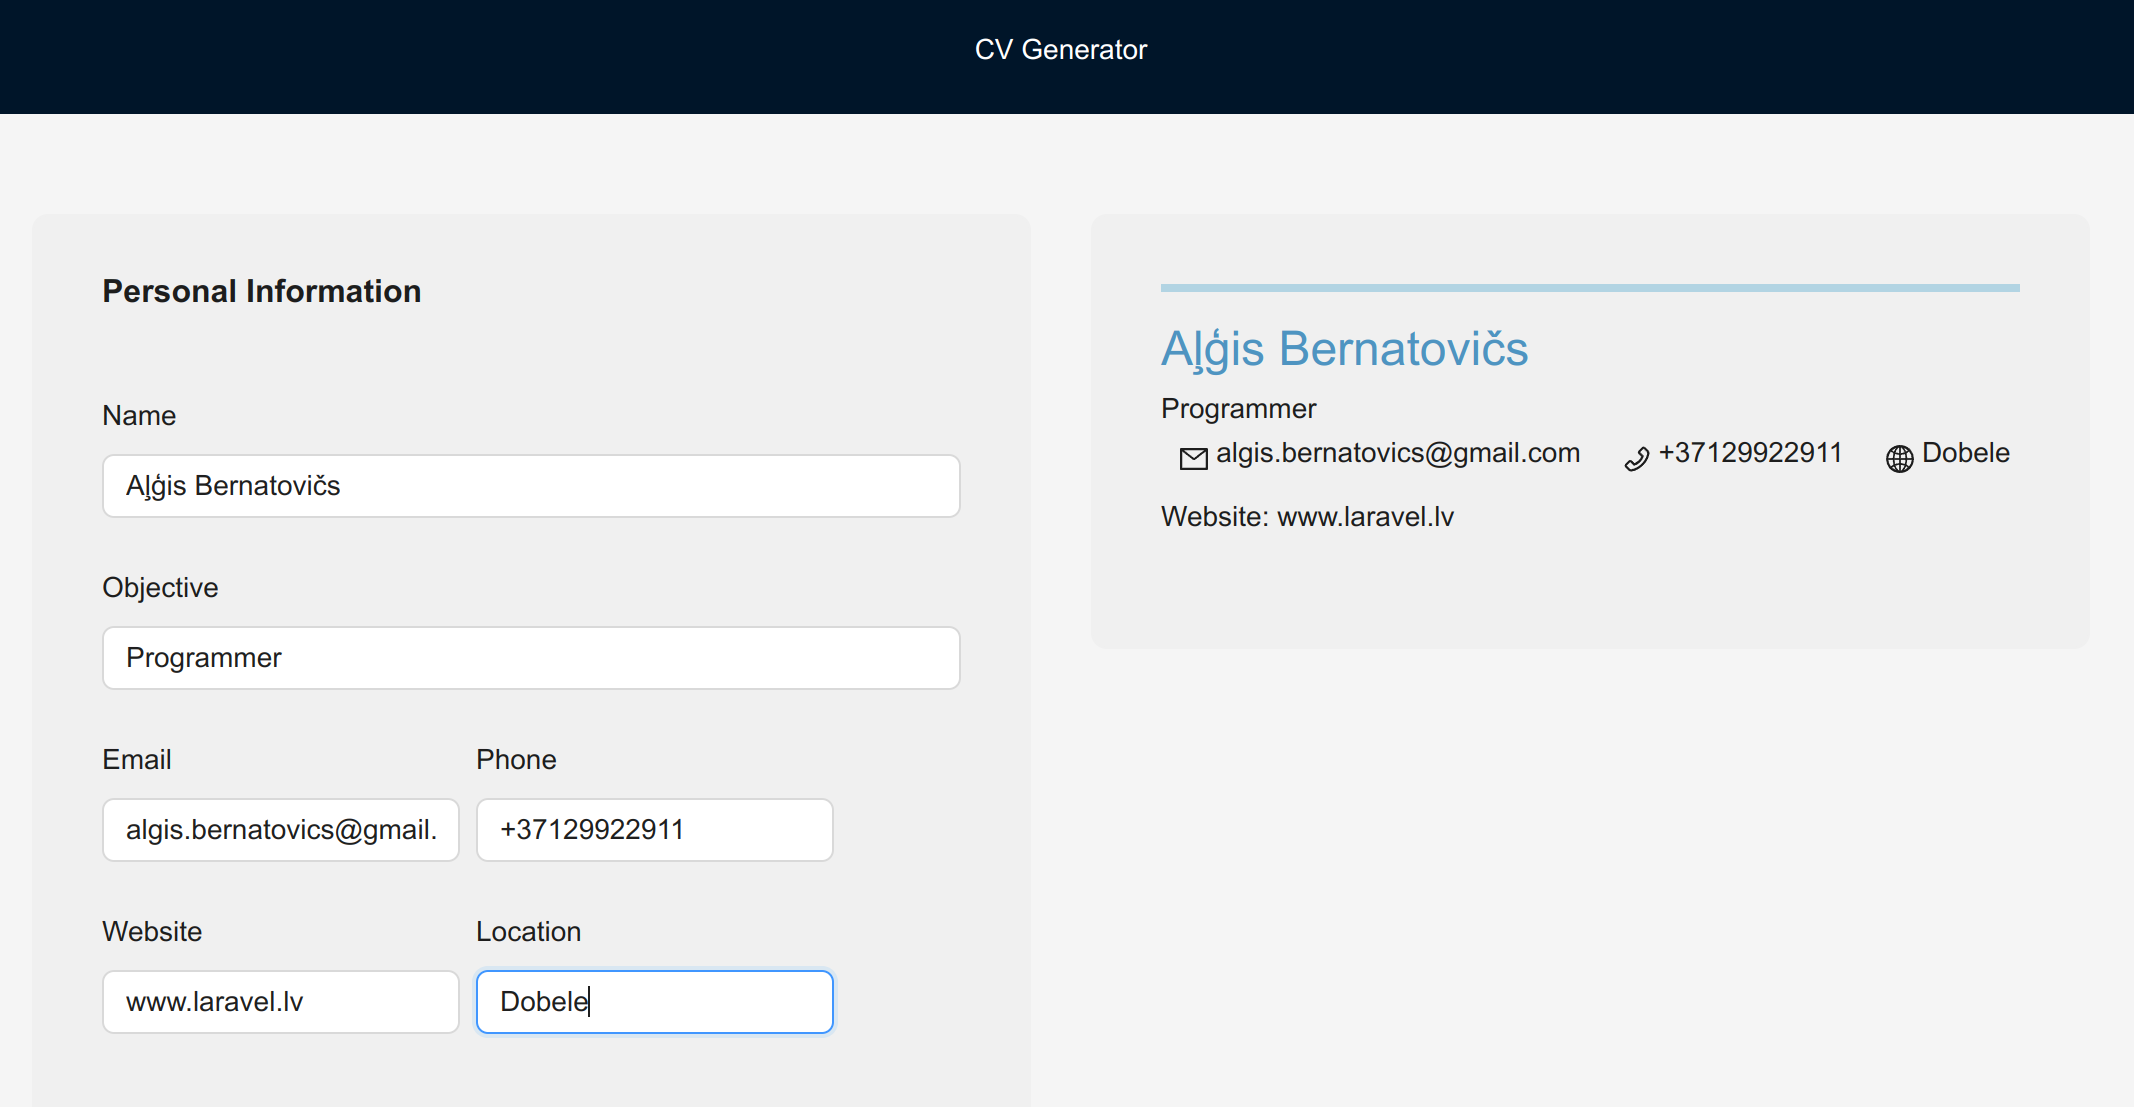 CV Generator
Personal Information
Name
Aļģis Bernatovičs
Objective
Programmer
Email Phone
algis.bernatovics@gmail. +37129922911
Website Location
www.laravel.lv Dobele
Aļģis Bernatovičs
Programmer
algis.bernatovics@gmail.com +37129922911 Dobele
Website: www.laravel.lv